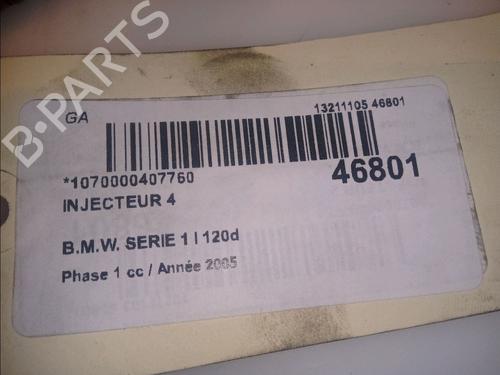 B-PARTS
GA
13211105 46801
*1070000407760
46801
INJECTEUR 4
B.M.W. SERIE 1 I 120d
Phase 1 cc / Année 2005